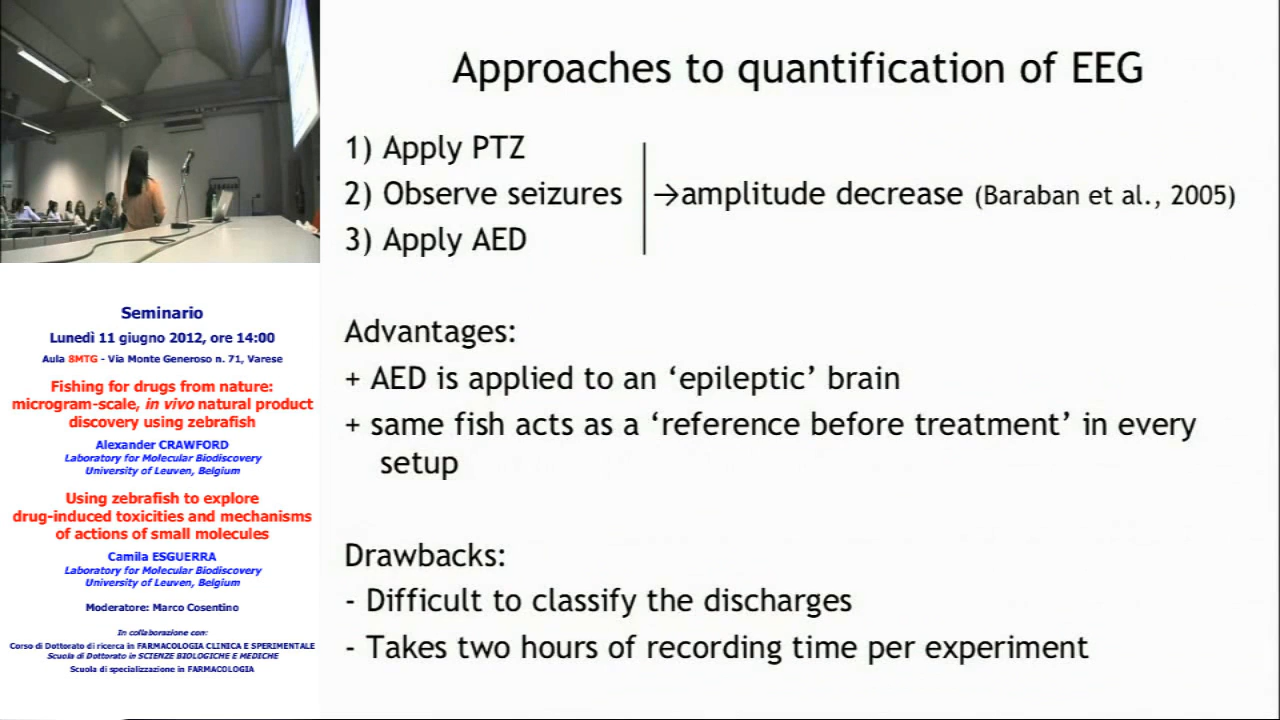 Approaches to quantification of EEG
1) Apply PTZ
2) Observe seizures →amplitude decrease (Baraban et al., 2005)
3) Apply AED
Advantages:
+ AED is applied to an ‘epileptic’ brain
+ same fish acts as a ‘reference before treatment’ in every
setup
Drawbacks:
- Difficult to classify the discharges
- Takes two hours of recording time per experiment
Seminario
Lunedì 11 giugno 2012, ore 14:00
Aula 8MTG - Via Monte Generoso n. 71, Varese
Fishing for drugs from nature:
microgram-scale, in vivo natural product
discovery using zebrafish
Alexander CRAWFORD
Laboratory for Molecular Biodiscovery
University of Leuven, Belgium
Using zebrafish to explore
drug-induced toxicities and mechanisms
of actions of small molecules
Camila ESGUERRA
Laboratory for Molecular Biodiscovery
University of Leuven, Belgium
Moderatore: Marco Cosentino
In collaborazione con:
Corso di Dottorato di ricerca in FARMACOLOGIA CLINICA E SPERIMENTALE
Scuola di Dottorato in SCIENZE BIOLOGICHE E MEDICHE
Scuola di specializzazione in FARMACOLOGIA